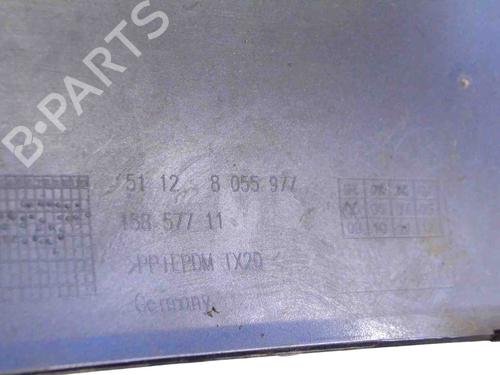 B-PARTS
51 12 8 055 977
158 577 11
>PP+EPDM TX20
Germany